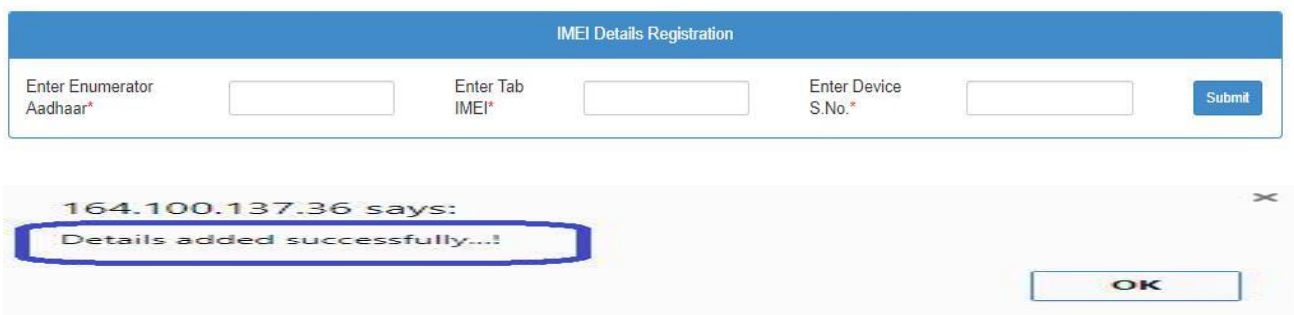 IMEI Details Registration
Enter Enumerator Aadhaar*
Enter Tab IMEI*
Enter Device S.No.*
Submit
164.100.137.36 says:
×
Details added successfully...!
OK